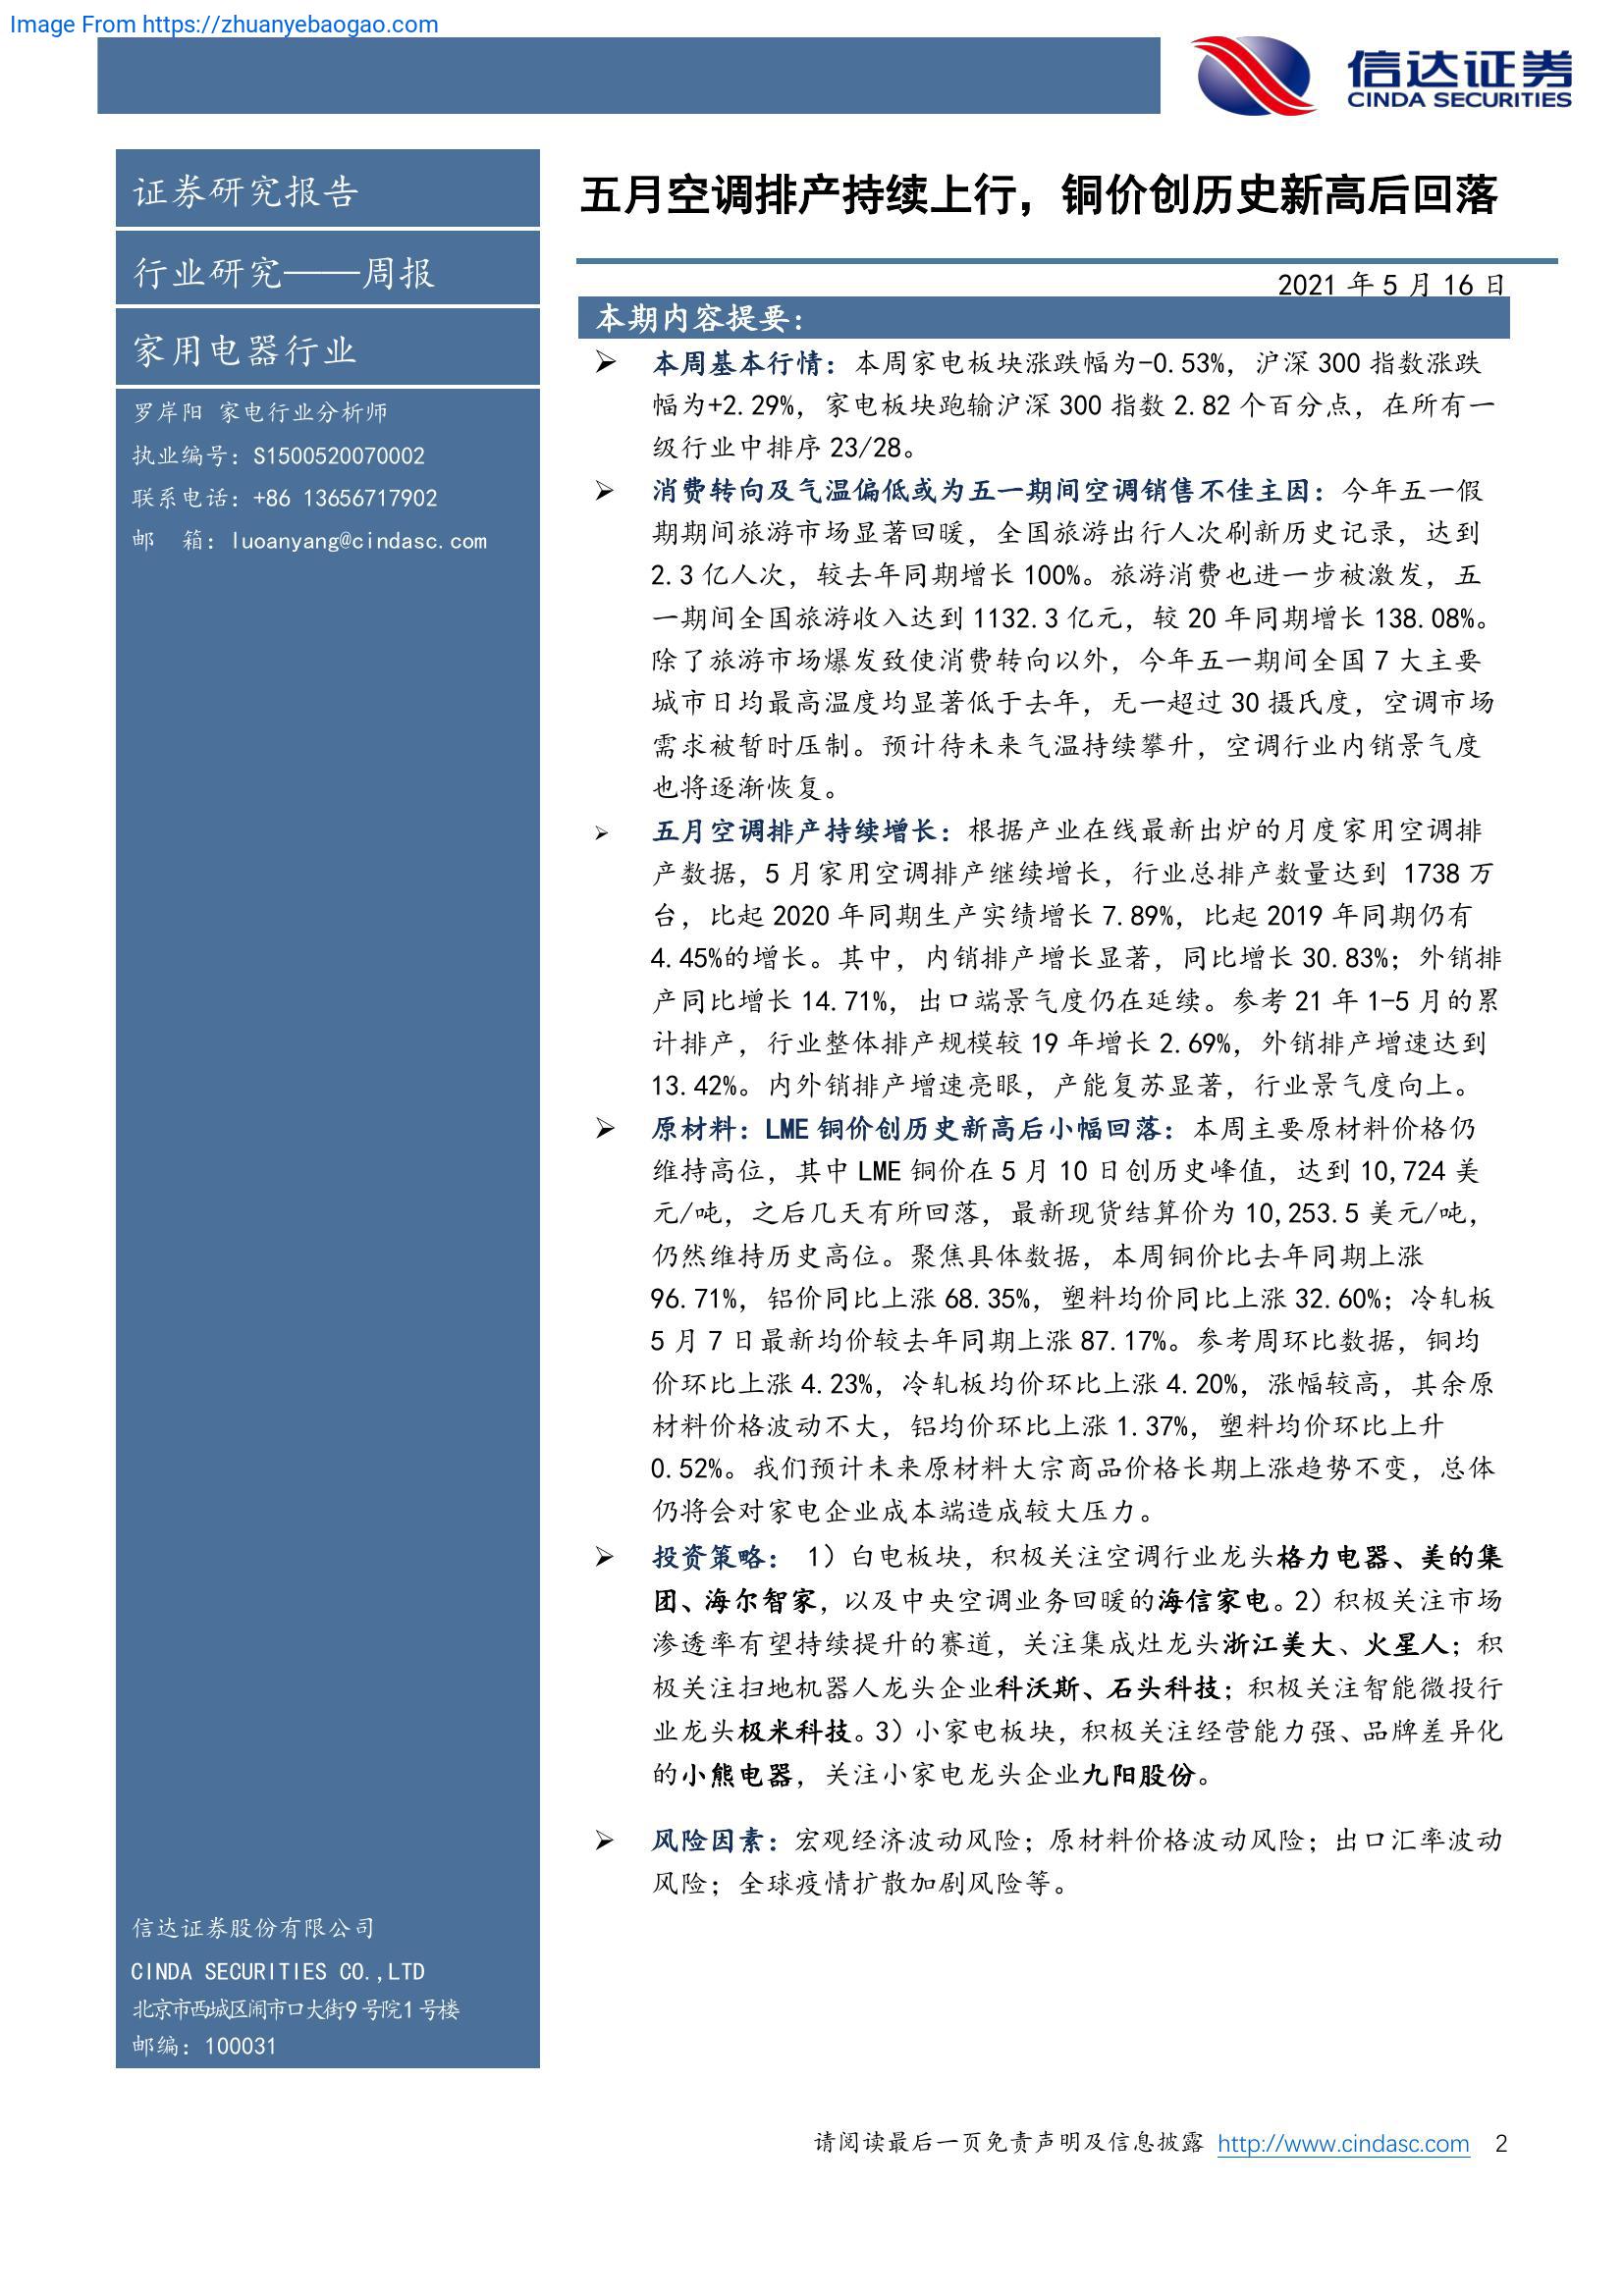 Image From https://zhuanyebaogao.com
信达证券
CINDA SECURITIES
证券研究报告
行业研究——周报
家用电器行业
罗岸阳 家电行业分析师
执业编号：S1500520070002
联系电话：+86 13656717902
邮 箱：luoanyang@cindasc.com
信达证券股份有限公司
CINDA SECURITIES CO.,LTD
北京市西城区闹市口大街9号院1号楼
邮编：100031
五月空调排产持续上行，铜价创历史新高后回落
2021 年 5 月 16 日
本期内容提要：
➢ 本周基本行情：本周家电板块涨跌幅为-0.53%，沪深 300 指数涨跌
幅为+2.29%，家电板块跑输沪深 300 指数 2.82 个百分点，在所有一
级行业中排序 23/28。
➢ 消费转向及气温偏低或为五一期间空调销售不佳主因：今年五一假
期期间旅游市场显著回暖，全国旅游出行人次刷新历史记录，达到
2.3 亿人次，较去年同期增长 100%。旅游消费也进一步被激发，五
一期间全国旅游收入达到 1132.3 亿元，较 20 年同期增长 138.08%。
除了旅游市场爆发致使消费转向以外，今年五一期间全国 7 大主要
城市日均最高温度均显著低于去年，无一超过 30 摄氏度，空调市场
需求被暂时压制。预计待未来气温持续攀升，空调行业内销景气度
也将逐渐恢复。
➢ 五月空调排产持续增长：根据产业在线最新出炉的月度家用空调排
产数据，5 月家用空调排产继续增长，行业总排产数量达到 1738 万
台，比起 2020 年同期生产实绩增长 7.89%，比起 2019 年同期仍有
4.45%的增长。其中，内销排产增长显著，同比增长 30.83%；外销排
产同比增长 14.71%，出口端景气度仍在延续。参考 21 年 1-5 月的累
计排产，行业整体排产规模较 19 年增长 2.69%，外销排产增速达到
13.42%。内外销排产增速亮眼，产能复苏显著，行业景气度向上。
➢ 原材料：LME 铜价创历史新高后小幅回落：本周主要原材料价格仍
维持高位，其中 LME 铜价在 5 月 10 日创历史峰值，达到 10,724 美
元/吨，之后几天有所回落，最新现货结算价为 10,253.5 美元/吨，
仍然维持历史高位。聚焦具体数据，本周铜价比去年同期上涨
96.71%，铝价同比上涨 68.35%，塑料均价同比上涨 32.60%；冷轧板
5 月 7 日最新均价较去年同期上涨 87.17%。参考周环比数据，铜均
价环比上涨 4.23%，冷轧板均价环比上涨 4.20%，涨幅较高，其余原
材料价格波动不大，铝均价环比上涨 1.37%，塑料均价环比上升
0.52%。我们预计未来原材料大宗商品价格长期上涨趋势不变，总体
仍将会对家电企业成本端造成较大压力。
➢ 投资策略： 1）白电板块，积极关注空调行业龙头格力电器、美的集
团、海尔智家，以及中央空调业务回暖的海信家电。2）积极关注市场
渗透率有望持续提升的赛道，关注集成灶龙头浙江美大、火星人；积
极关注扫地机器人龙头企业科沃斯、石头科技；积极关注智能微投行
业龙头极米科技。3）小家电板块，积极关注经营能力强、品牌差异化
的小熊电器，关注小家电龙头企业九阳股份。
➢ 风险因素：宏观经济波动风险；原材料价格波动风险；出口汇率波动
风险；全球疫情扩散加剧风险等。
请阅读最后一页免责声明及信息披露 http://www.cindasc.com 2